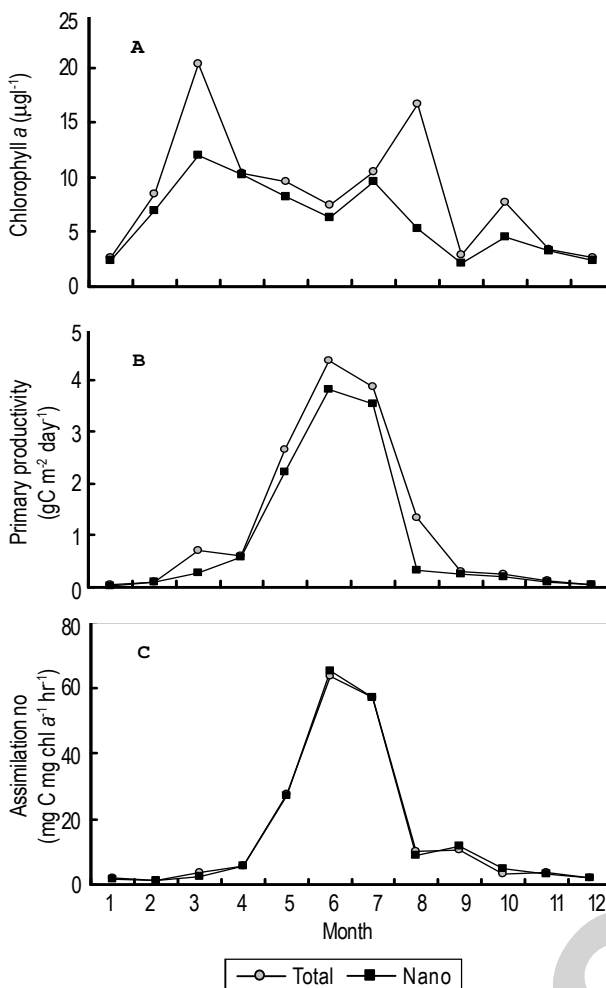 A
Chlorophyll a (µgl⁻¹)
25
20
15
10
5
0
B
Primary productivity
(gC m⁻² day⁻¹)
5
4
3
2
1
0
C
Assimilation no
(mg C mg chl a⁻¹ hr⁻¹)
80
60
40
20
0
1 2 3 4 5 6 7 8 9 10 11 12
Month
Total Nano